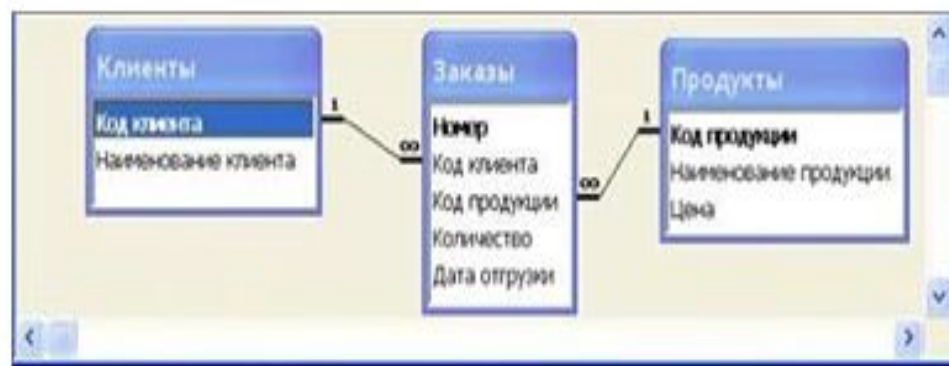 Клиенты
Код клиента
Наименование клиента
1
∞
Заказы
Номер
Код клиента
Код продукции
Количество
Дата отгрузки
∞
1
Продукты
Код продукции
Наименование продукции
Цена